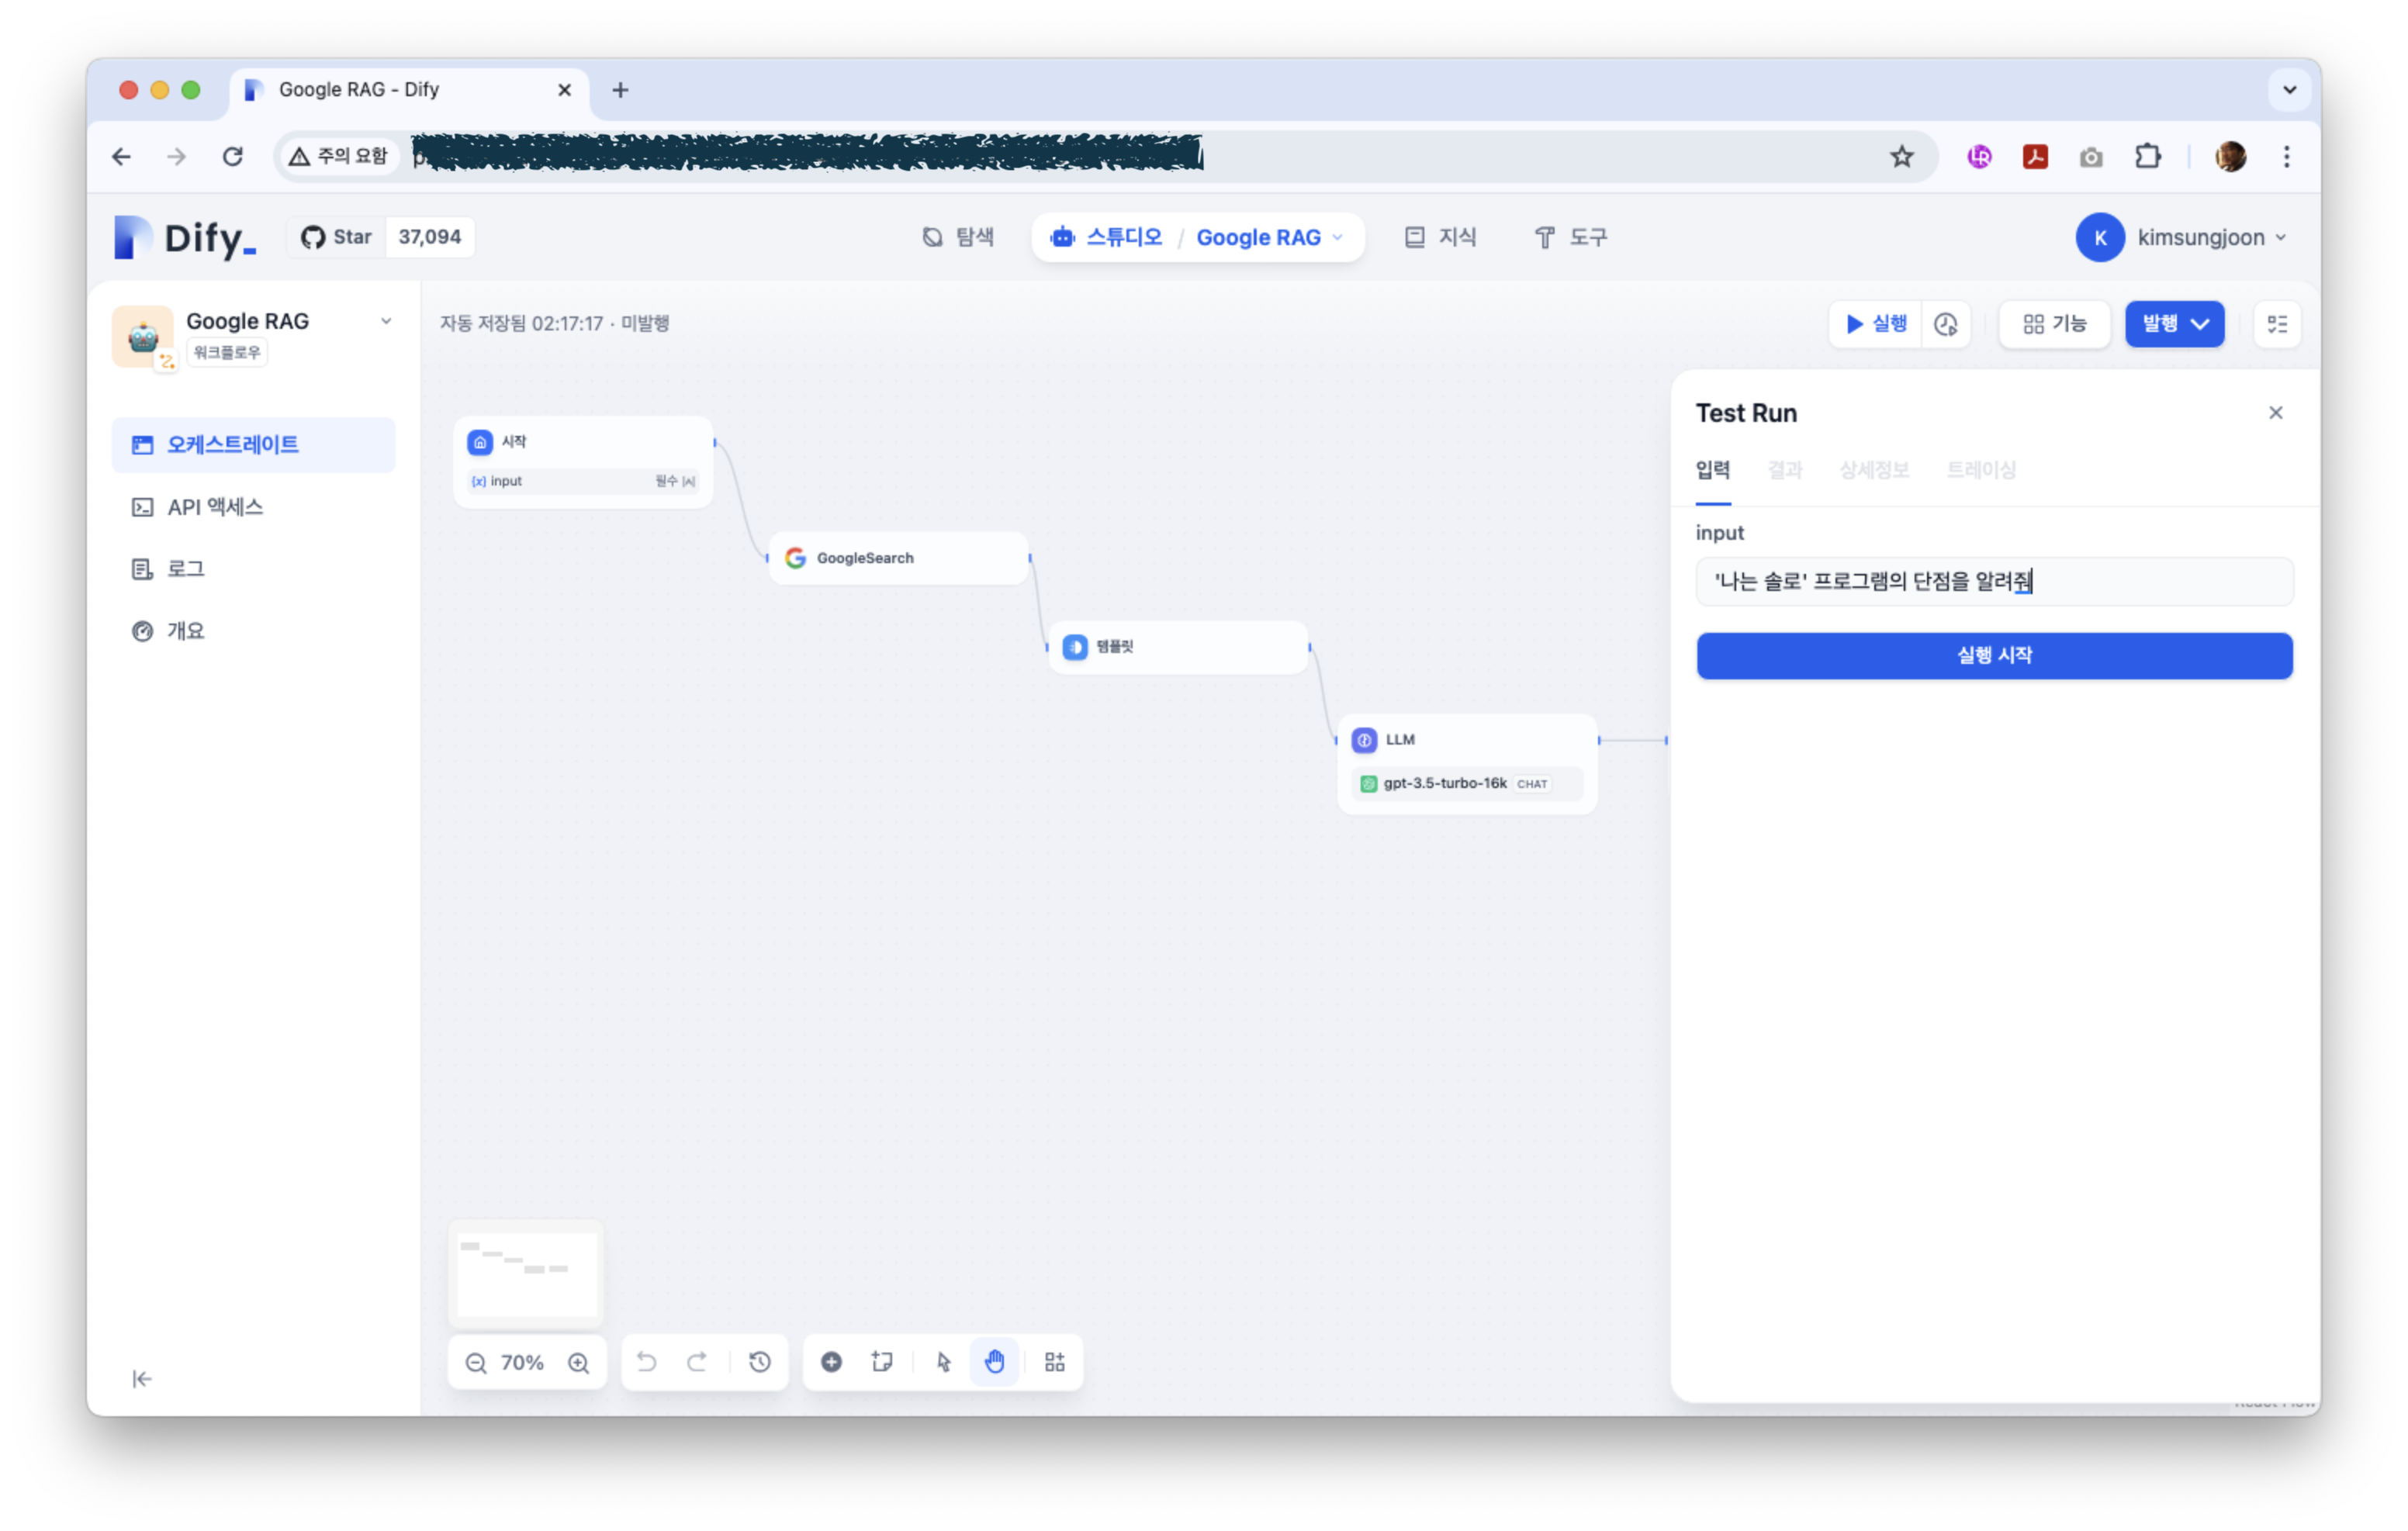 Google RAG - Dify
주의 요함
Dify_
Star 37,094
탐색
스튜디오 / Google RAG
지식
도구
K kimsungjoon
Google RAG
워크플로우
오케스트레이트
API 액세스
로그
개요
자동 저장됨 02:17:17 · 미발행
실행
기능
발행
시작
{x} input 필수
GoogleSearch
템플릿
LLM
gpt-3.5-turbo-16k CHAT
Test Run
입력 결과 상세정보 트레이싱
input
'나는 솔로' 프로그램의 단점을 알려줘
실행 시작
70%